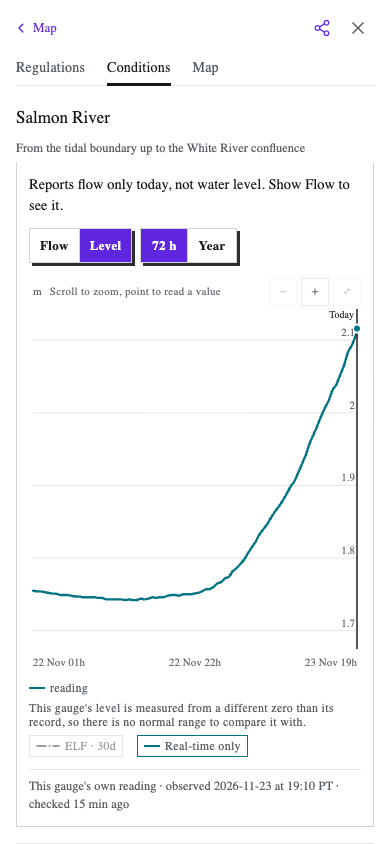 Map
Regulations Conditions Map
Salmon River
From the tidal boundary up to the White River confluence
Reports flow only today, not water level. Show Flow to
see it.
Flow Level 72 h Year
m Scroll to zoom, point to read a value − + ⤢
Today
2.1
2
1.9
1.8
1.7
22 Nov 01h 22 Nov 22h 23 Nov 19h
reading
This gauge's level is measured from a different zero than its
record, so there is no normal range to compare it with.
ELF · 30d Real-time only
This gauge's own reading · observed 2026-11-23 at 19:10 PT ·
checked 15 min ago